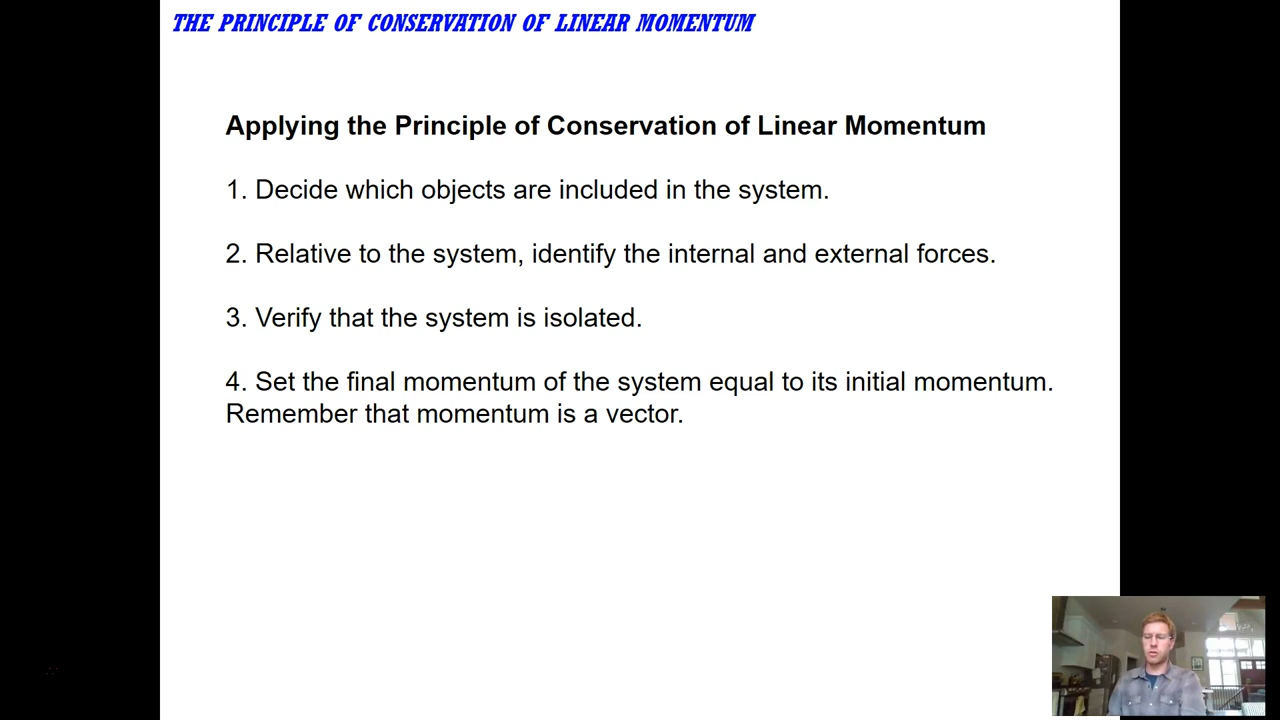 THE PRINCIPLE OF CONSERVATION OF LINEAR MOMENTUM
Applying the Principle of Conservation of Linear Momentum
1. Decide which objects are included in the system.
2. Relative to the system, identify the internal and external forces.
3. Verify that the system is isolated.
4. Set the final momentum of the system equal to its initial momentum.
Remember that momentum is a vector.